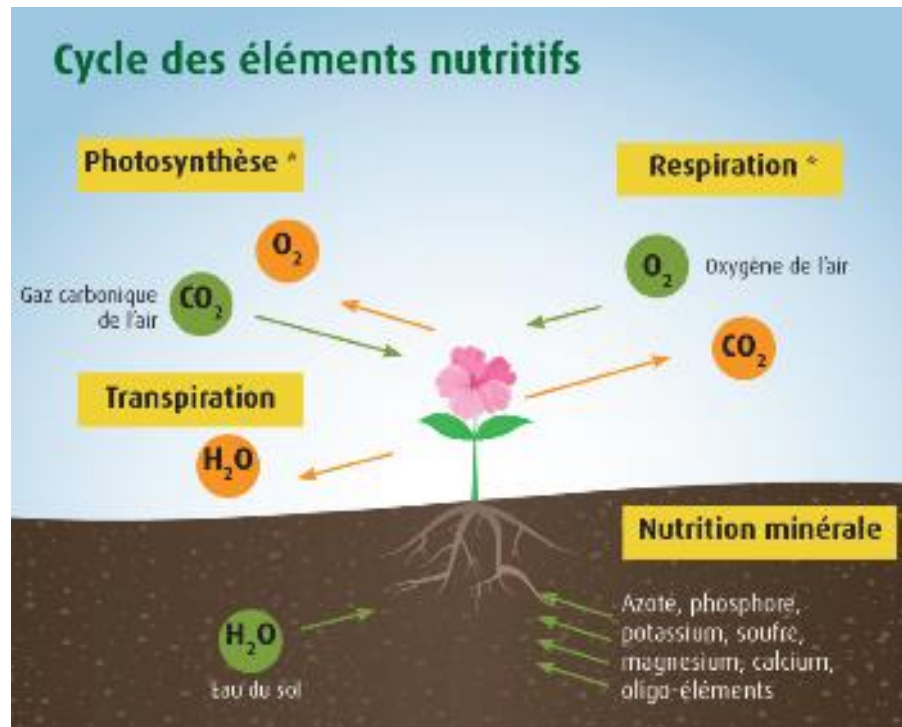 Cycle des éléments nutritifs
Photosynthèse *
O₂
CO₂
Gaz carbonique
de l'air
Respiration *
O₂
Oxygène de l'air
CO₂
Transpiration
H₂O
Nutrition minérale
Azote, phosphore,
potassium, soufre,
magnesium, calcium,
oligo-éléments
H₂O
Eau du sol